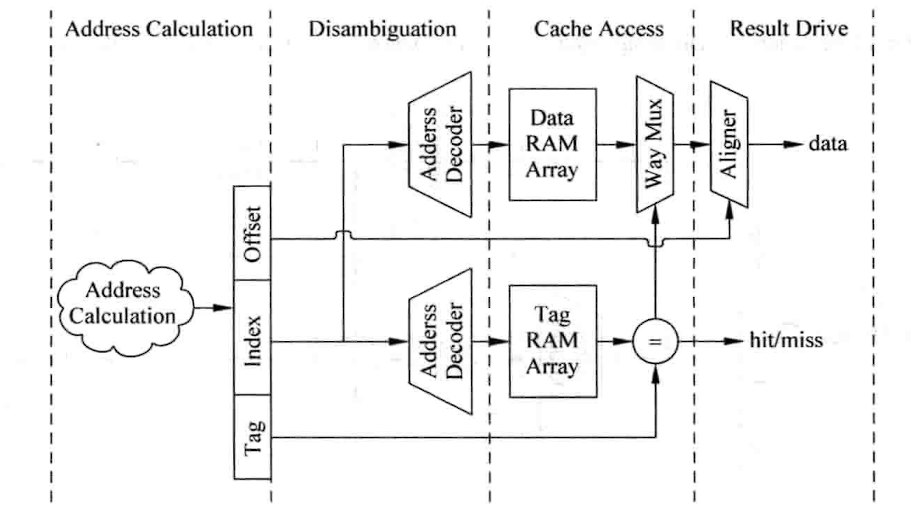 Address Calculation
Disambiguation
Cache Access
Result Drive
Adderss
Decoder
Data
RAM
Array
Way Mux
Aligner
data
Offset
Address
Calculation
Index
Adderss
Decoder
Tag
RAM
Array
=
hit/miss
Tag